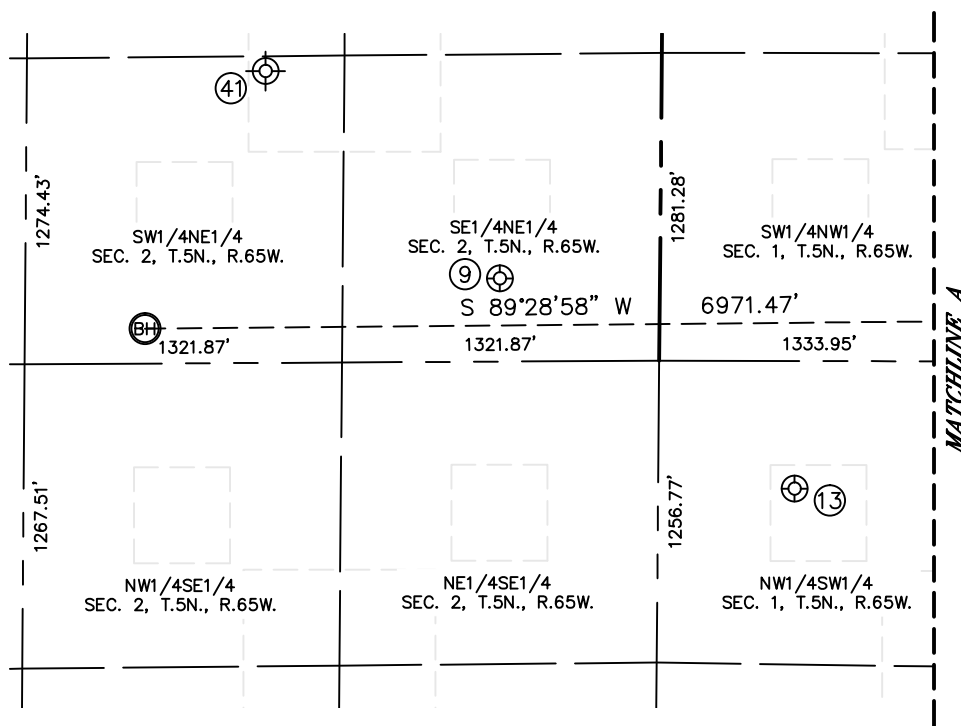 41
1274.43'
1281.28'
SW1/4NE1/4
SEC. 2, T.5N., R.65W.
SE1/4NE1/4
SEC. 2, T.5N., R.65W.
SW1/4NW1/4
SEC. 1, T.5N., R.65W.
9
S 89°28'58" W 6971.47'
BH
1321.87'
1321.87'
1333.95'
MATCHLINE A
1267.51'
1256.77'
13
NW1/4SE1/4
SEC. 2, T.5N., R.65W.
NE1/4SE1/4
SEC. 2, T.5N., R.65W.
NW1/4SW1/4
SEC. 1, T.5N., R.65W.